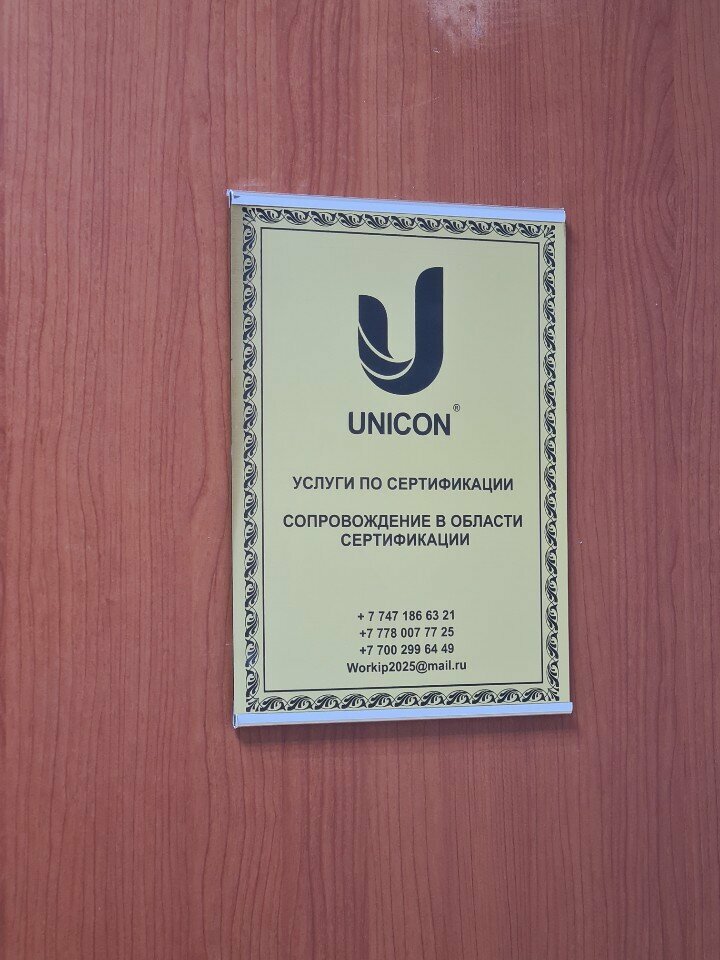 UNICON®
УСЛУГИ ПО СЕРТИФИКАЦИИ
СОПРОВОЖДЕНИЕ В ОБЛАСТИ
СЕРТИФИКАЦИИ
+ 7 747 186 63 21
+7 778 007 77 25
+7 700 299 64 49
Workip2025@mail.ru